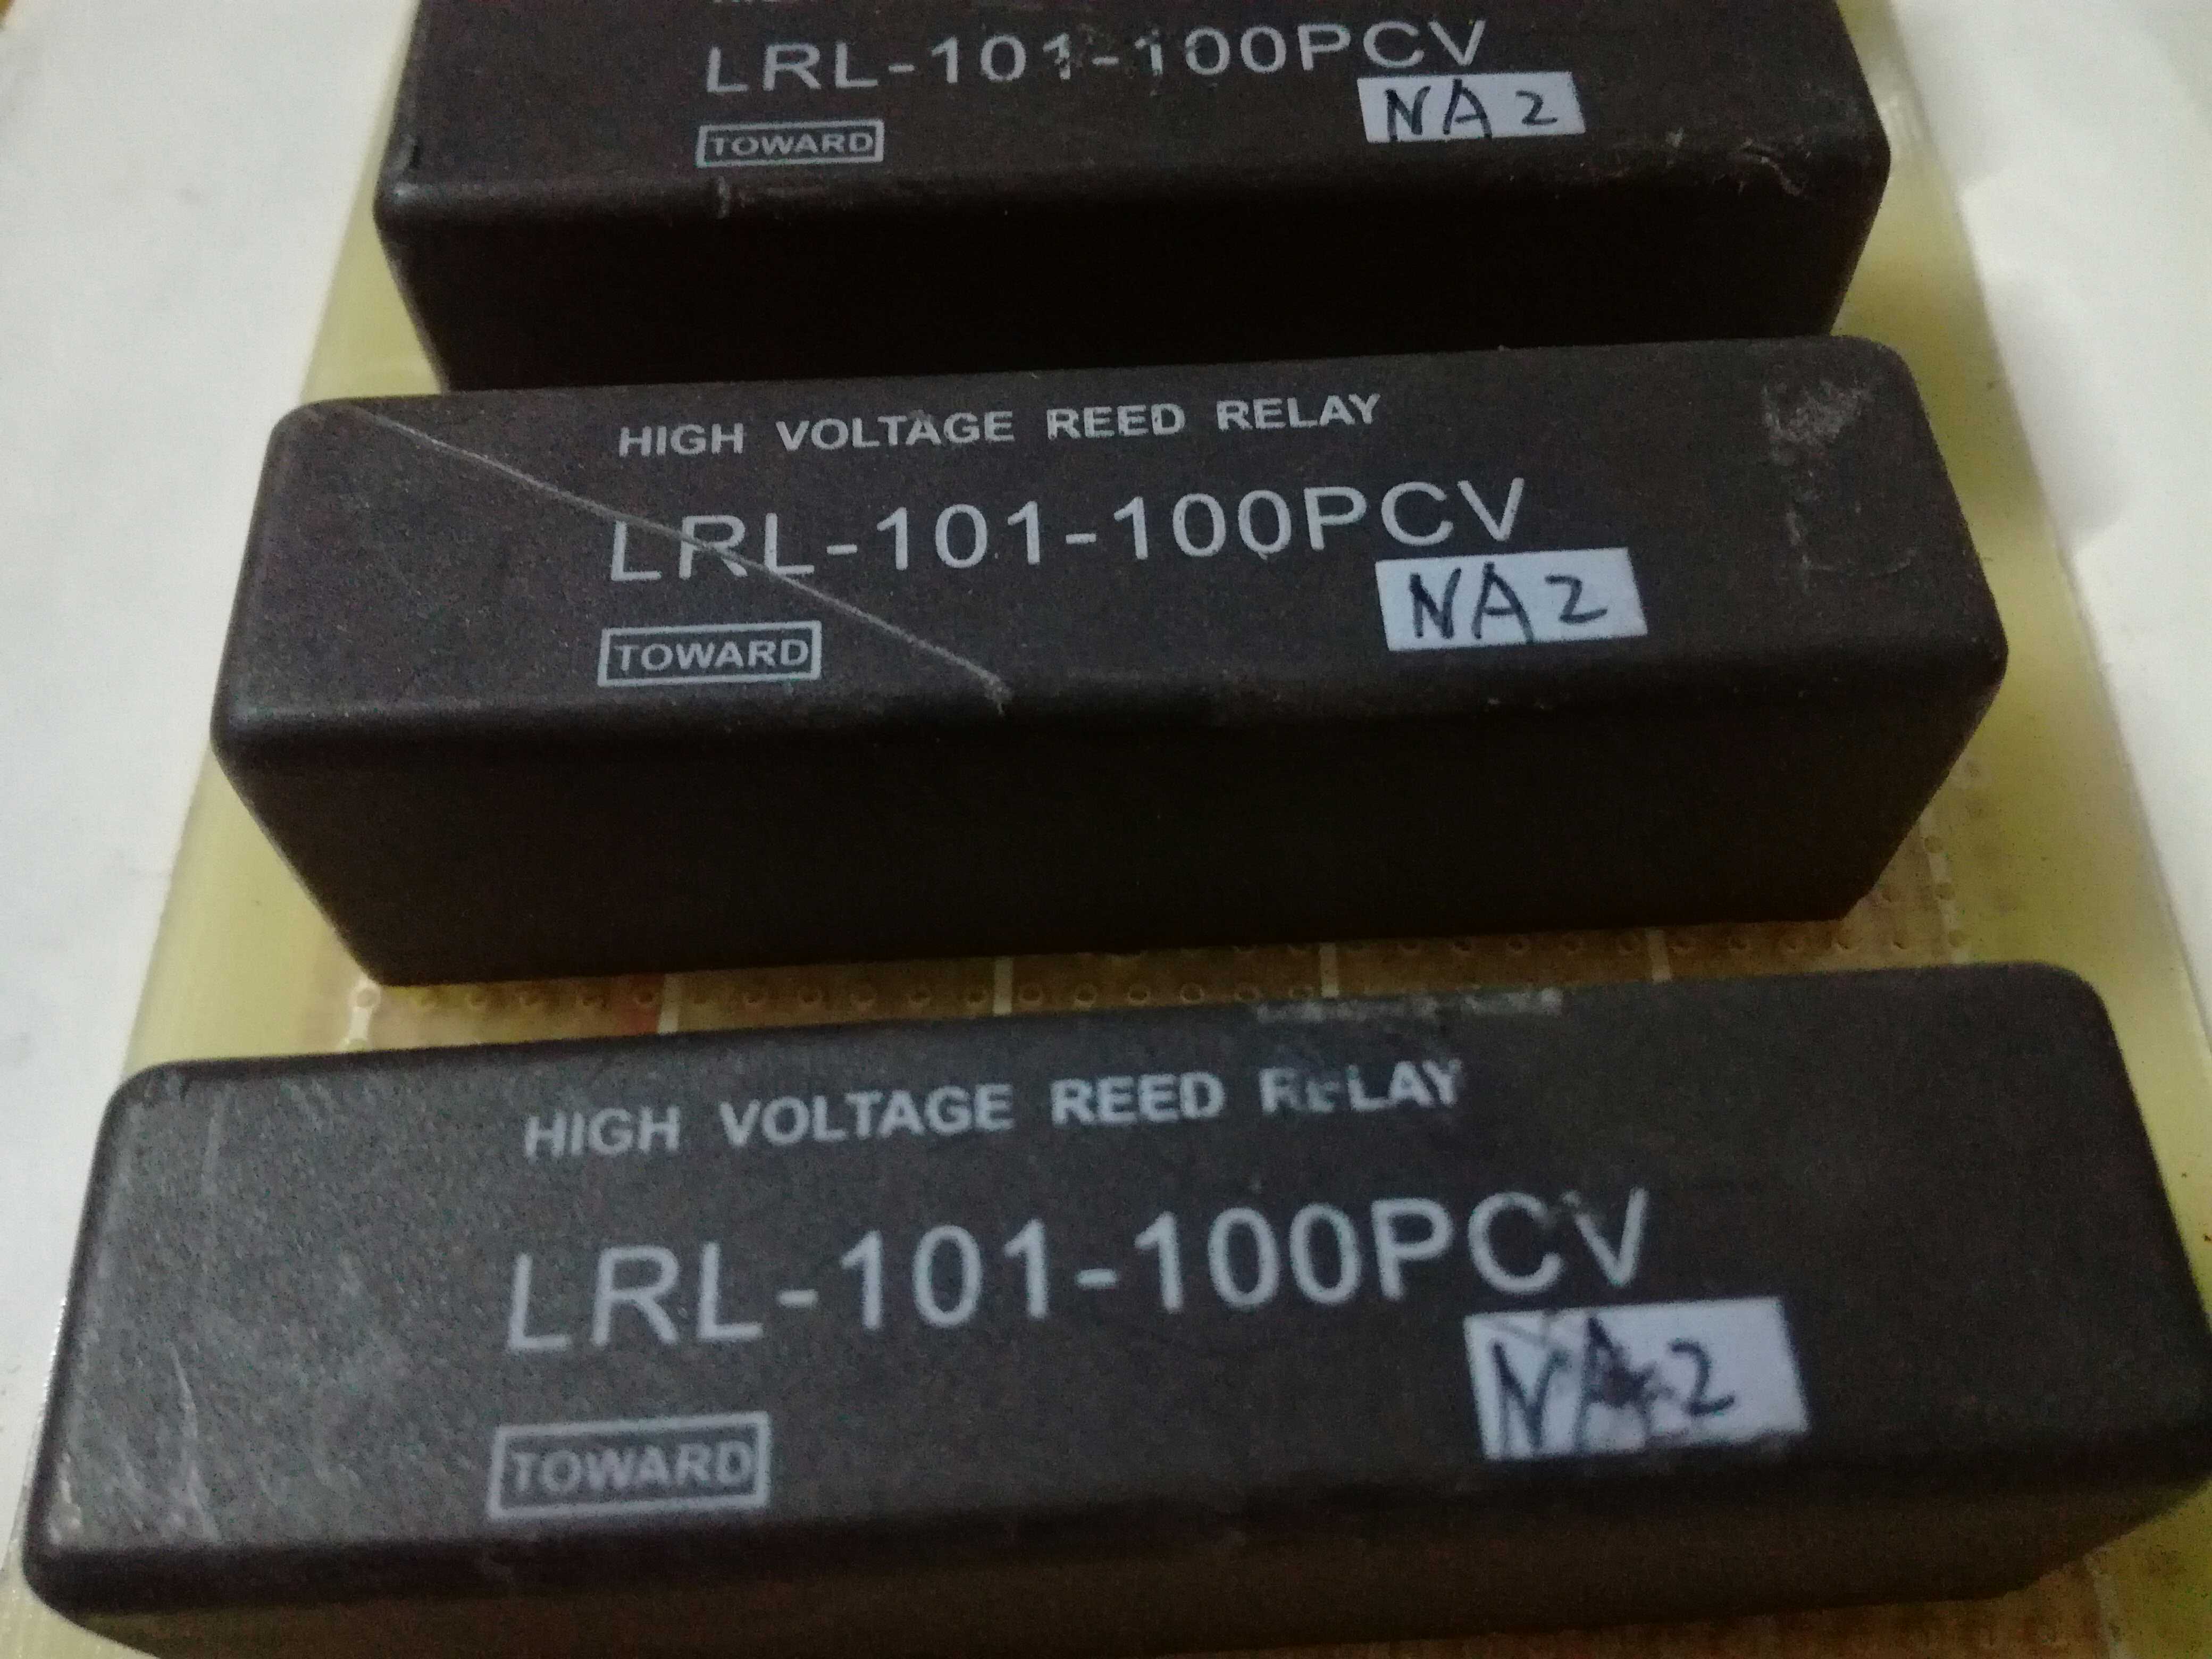 LRL-101-100PCV
NA2
TOWARD
HIGH VOLTAGE REED RELAY
LRL-101-100PCV
NA2
TOWARD
HIGH VOLTAGE REED RELAY
LRL-101-100PCV
NA2
TOWARD